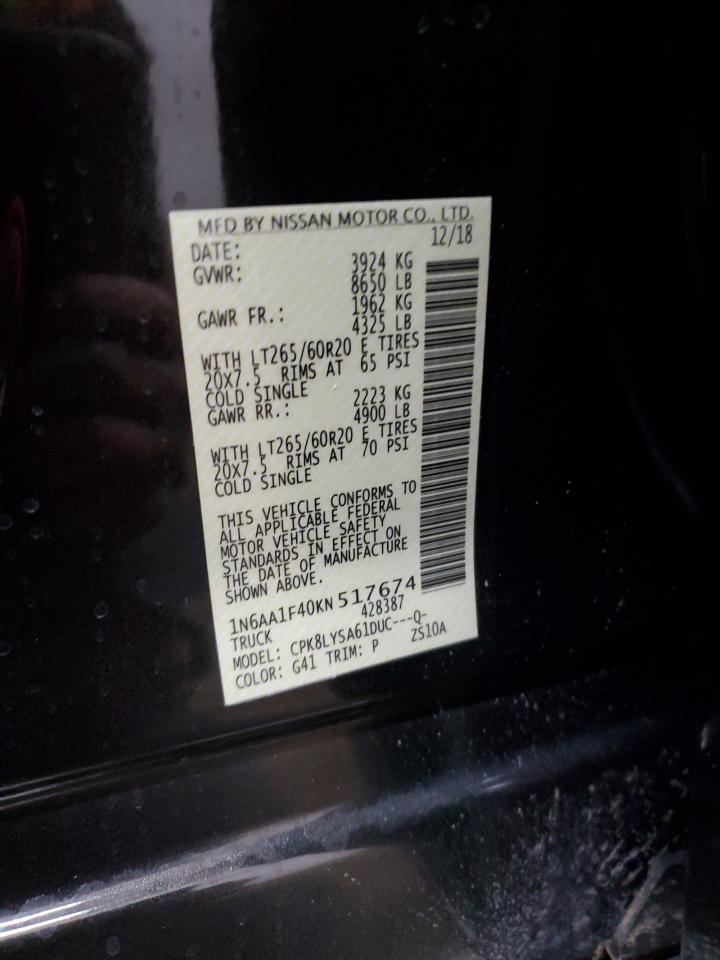 MFD BY NISSAN MOTOR CO., LTD.
DATE: 12/18
GVWR: 3924 KG
8650 LB
GAWR FR.: 1962 KG
4325 LB
WITH LT265/60R20 E TIRES
20X7.5 RIMS AT 65 PSI
COLD SINGLE
GAWR RR.: 2223 KG
4900 LB
WITH LT265/60R20 E TIRES
20X7.5 RIMS AT 70 PSI
COLD SINGLE
THIS VEHICLE CONFORMS TO
ALL APPLICABLE FEDERAL
MOTOR VEHICLE SAFETY
STANDARDS IN EFFECT ON
THE DATE OF MANUFACTURE
SHOWN ABOVE.
1N6AA1F40KN517674
TRUCK 428387
MODEL: CPK8LYSA61DUC---Q-
COLOR: G41 TRIM: P ZS10A